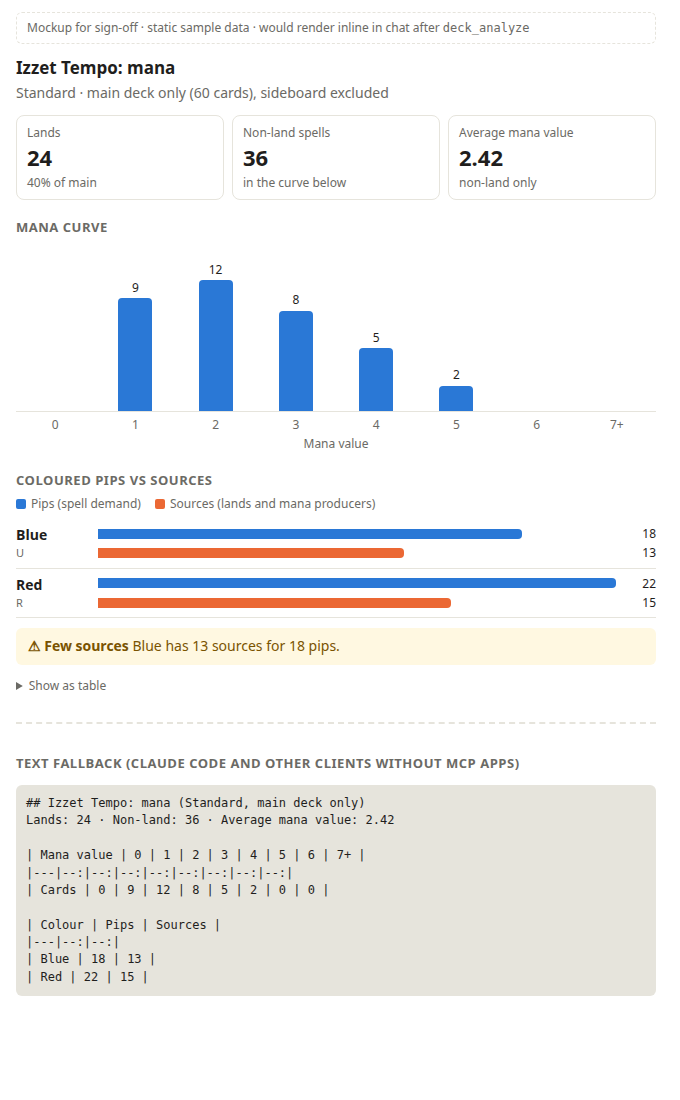 Mockup for sign-off · static sample data · would render inline in chat after deck_analyze
Izzet Tempo: mana
Standard · main deck only (60 cards), sideboard excluded
Lands
24
40% of main
Non-land spells
36
in the curve below
Average mana value
2.42
non-land only
MANA CURVE
9
12
8
5
2
0 1 2 3 4 5 6 7+
Mana value
COLOURED PIPS VS SOURCES
Pips (spell demand) Sources (lands and mana producers)
Blue 18
U 13
Red 22
R 15
⚠ Few sources Blue has 13 sources for 18 pips.
▶ Show as table
TEXT FALLBACK (CLAUDE CODE AND OTHER CLIENTS WITHOUT MCP APPS)
## Izzet Tempo: mana (Standard, main deck only)
Lands: 24 · Non-land: 36 · Average mana value: 2.42
| Mana value | 0 | 1 | 2 | 3 | 4 | 5 | 6 | 7+ |
|---|--:|--:|--:|--:|--:|--:|--:|--:|
| Cards | 0 | 9 | 12 | 8 | 5 | 2 | 0 | 0 |
| Colour | Pips | Sources |
|---|--:|--:|
| Blue | 18 | 13 |
| Red | 22 | 15 |